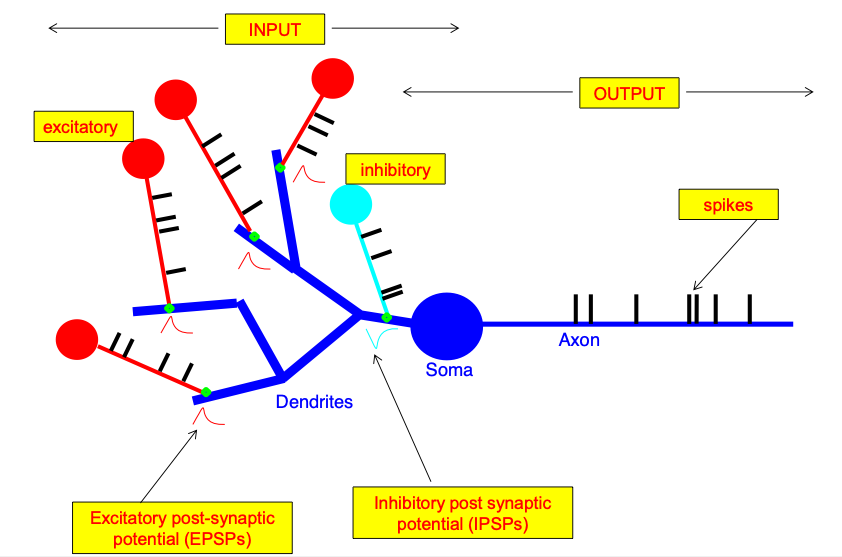 INPUT
OUTPUT
excitatory
inhibitory
spikes
Axon
Soma
Dendrites
Excitatory post-synaptic
potential (EPSPs)
Inhibitory post synaptic
potential (IPSPs)